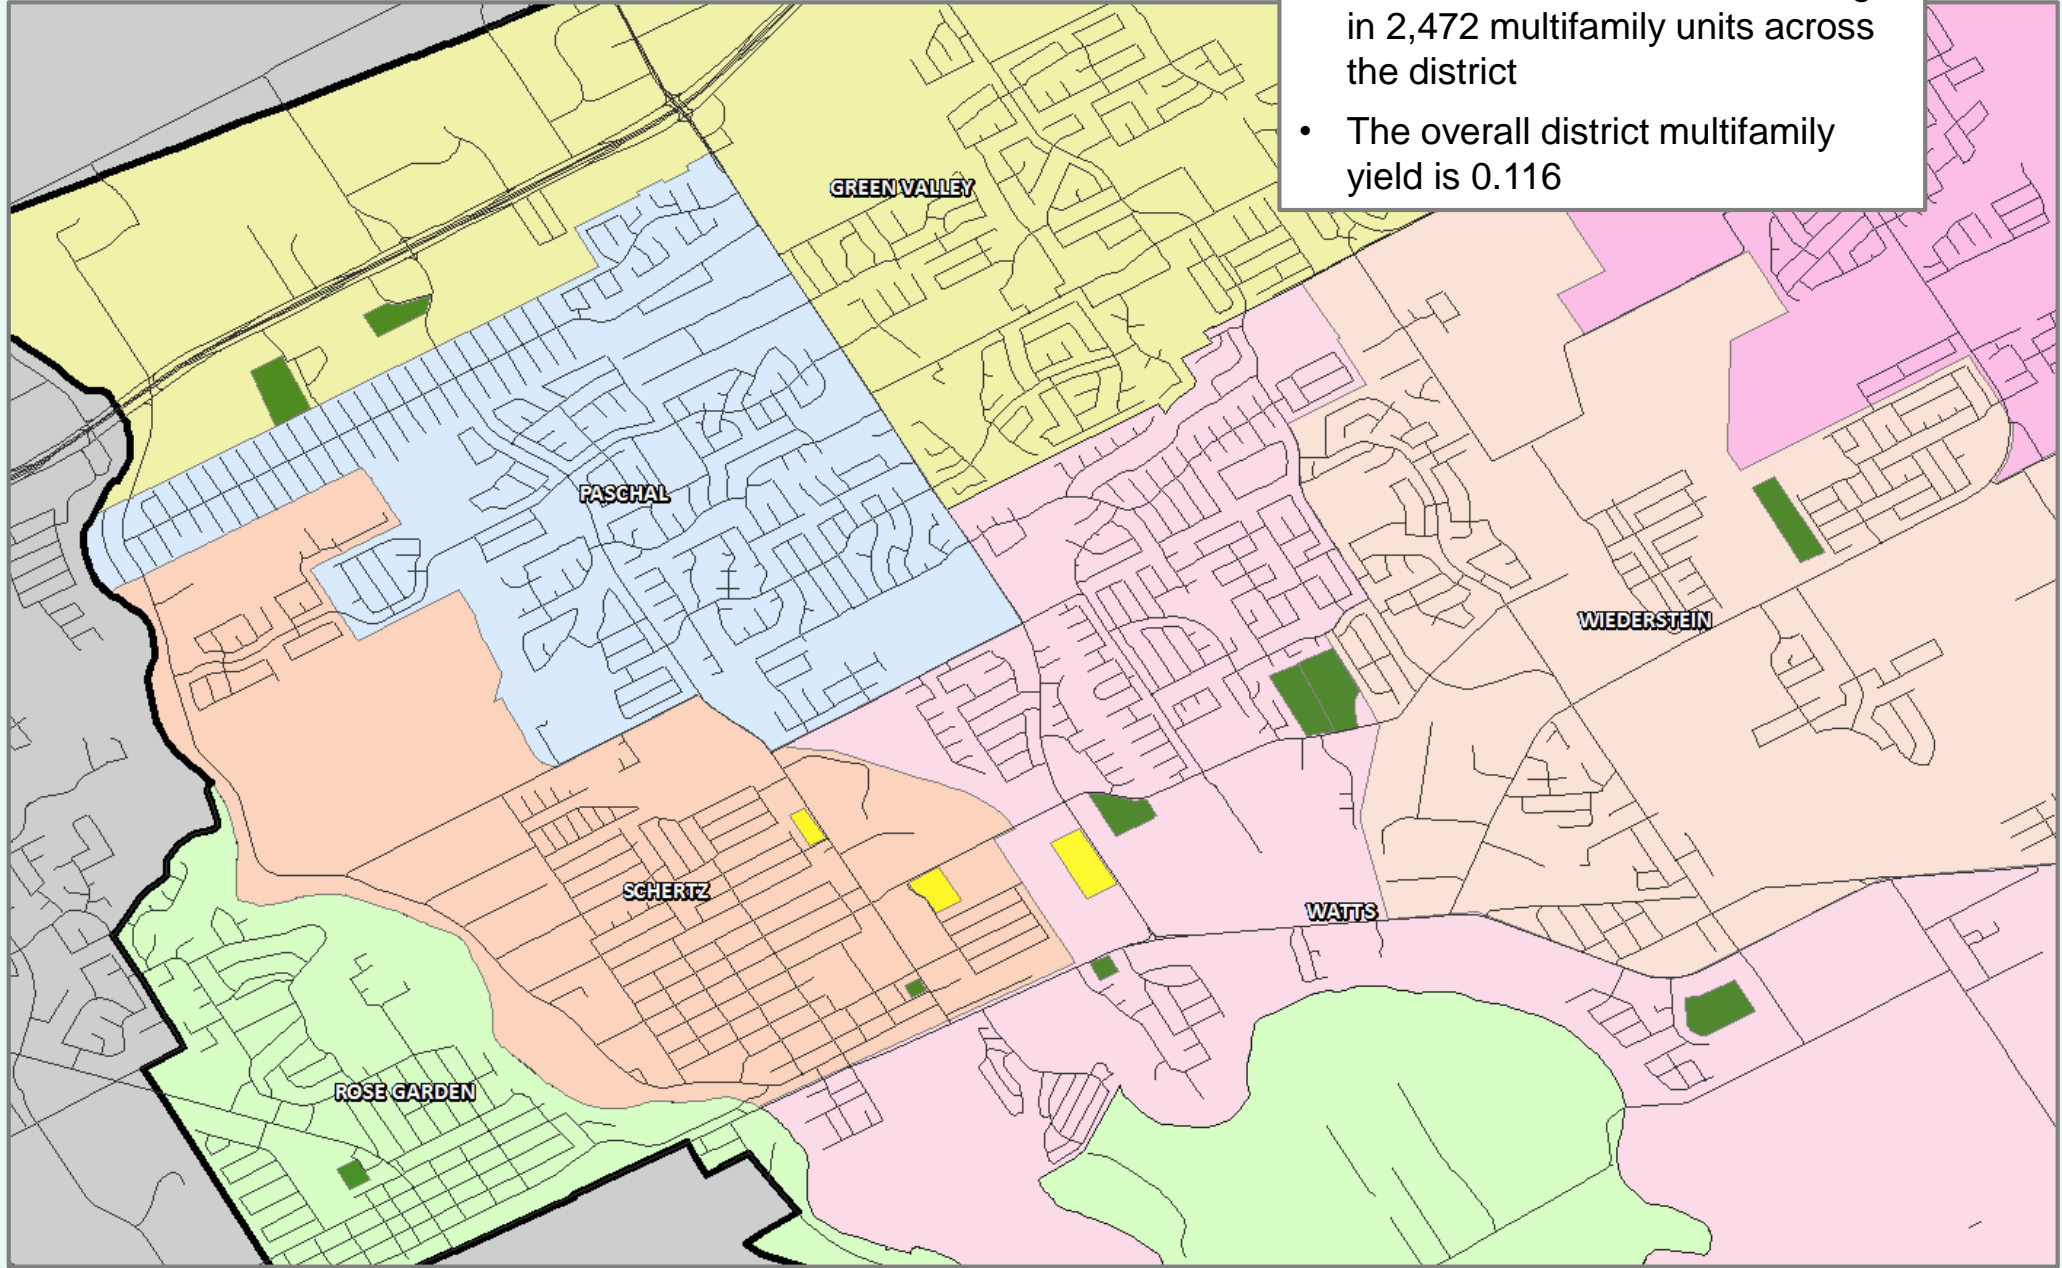 in 2,472 multifamily units across
the district
• The overall district multifamily
yield is 0.116
GREEN VALLEY
PASCHAL
WIEDERSTEIN
SCHERTZ
WATTS
ROSE GARDEN